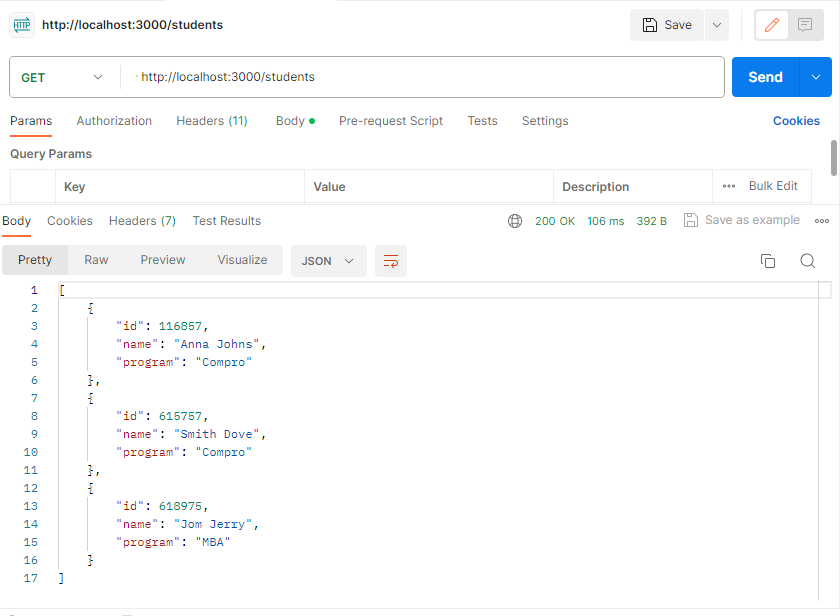 HTTP http://localhost:3000/students Save
GET http://localhost:3000/students Send
Params Authorization Headers (11) Body Pre-request Script Tests Settings Cookies
Query Params
Key Value Description ••• Bulk Edit
Body Cookies Headers (7) Test Results 200 OK 106 ms 392 B Save as example •••
Pretty Raw Preview Visualize JSON
1 [
2 {
3 "id": 116857,
4 "name": "Anna Johns",
5 "program": "Compro"
6 },
7 {
8 "id": 615757,
9 "name": "Smith Dove",
10 "program": "Compro"
11 },
12 {
13 "id": 618975,
14 "name": "Jom Jerry",
15 "program": "MBA"
16 }
17 ]